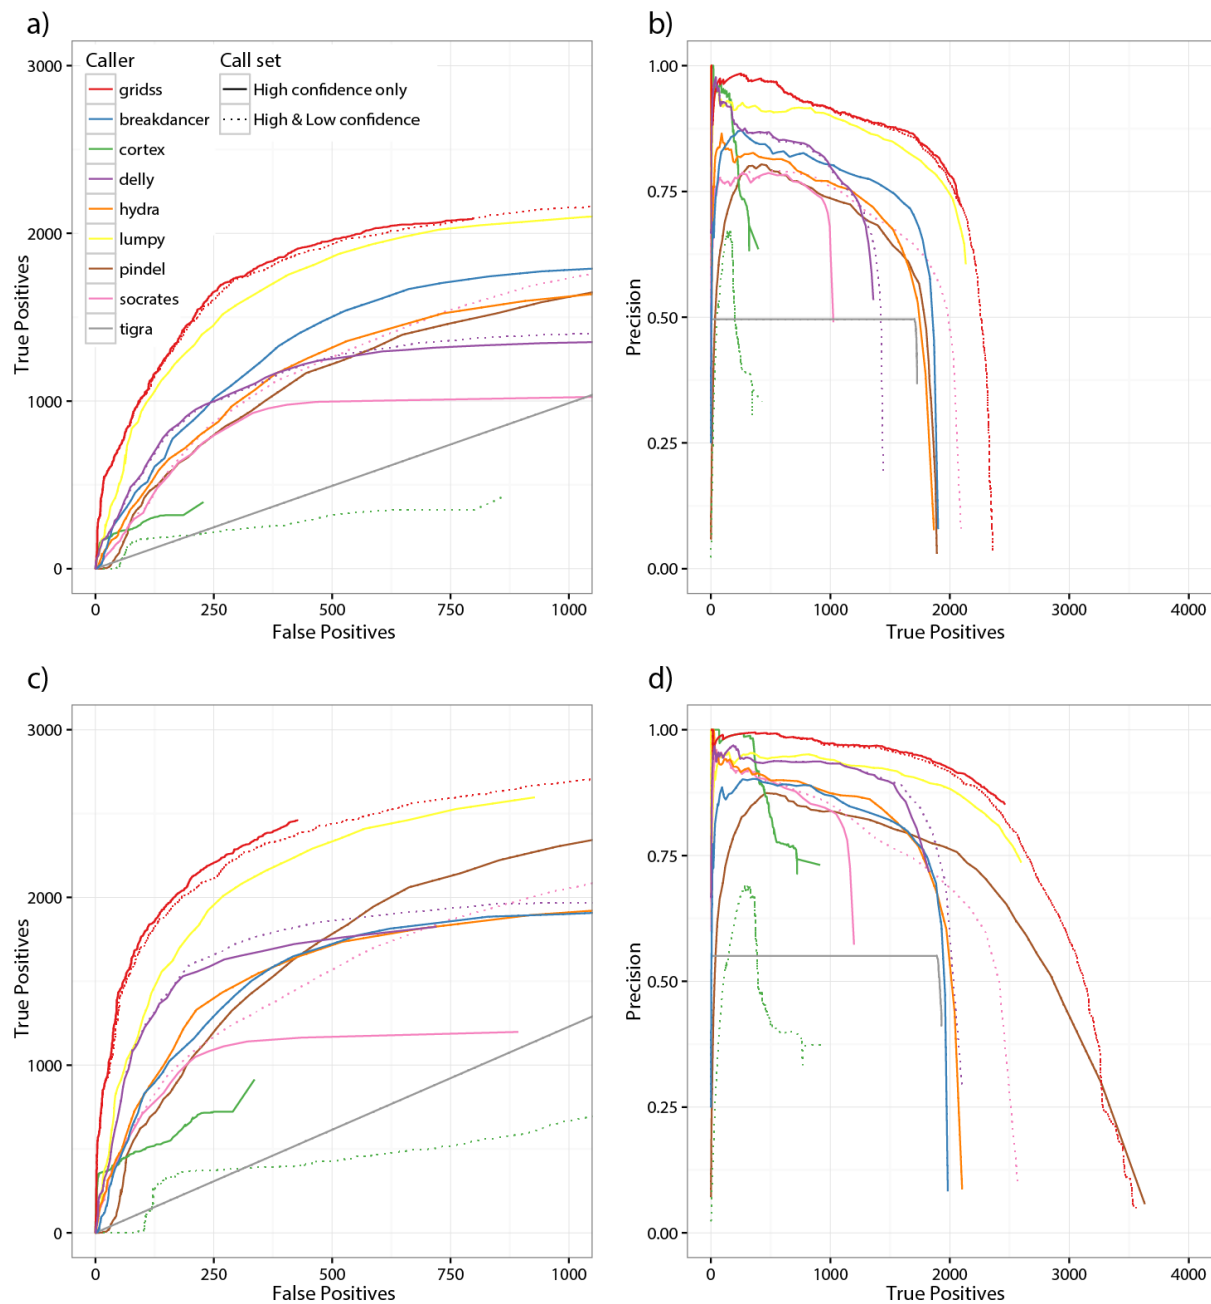 a)
Caller
gridss
breakdancer
cortex
delly
hydra
lumpy
pindel
socrates
tigra
Call set
High confidence only
High & Low confidence
True Positives
3000
2000
1000
0
0 250 500 750 1000
False Positives
b)
Precision
1.00
0.75
0.50
0.25
0.00
0 1000 2000 3000 4000
True Positives
c)
True Positives
3000
2000
1000
0
0 250 500 750 1000
False Positives
d)
Precision
1.00
0.75
0.50
0.25
0.00
0 1000 2000 3000 4000
True Positives